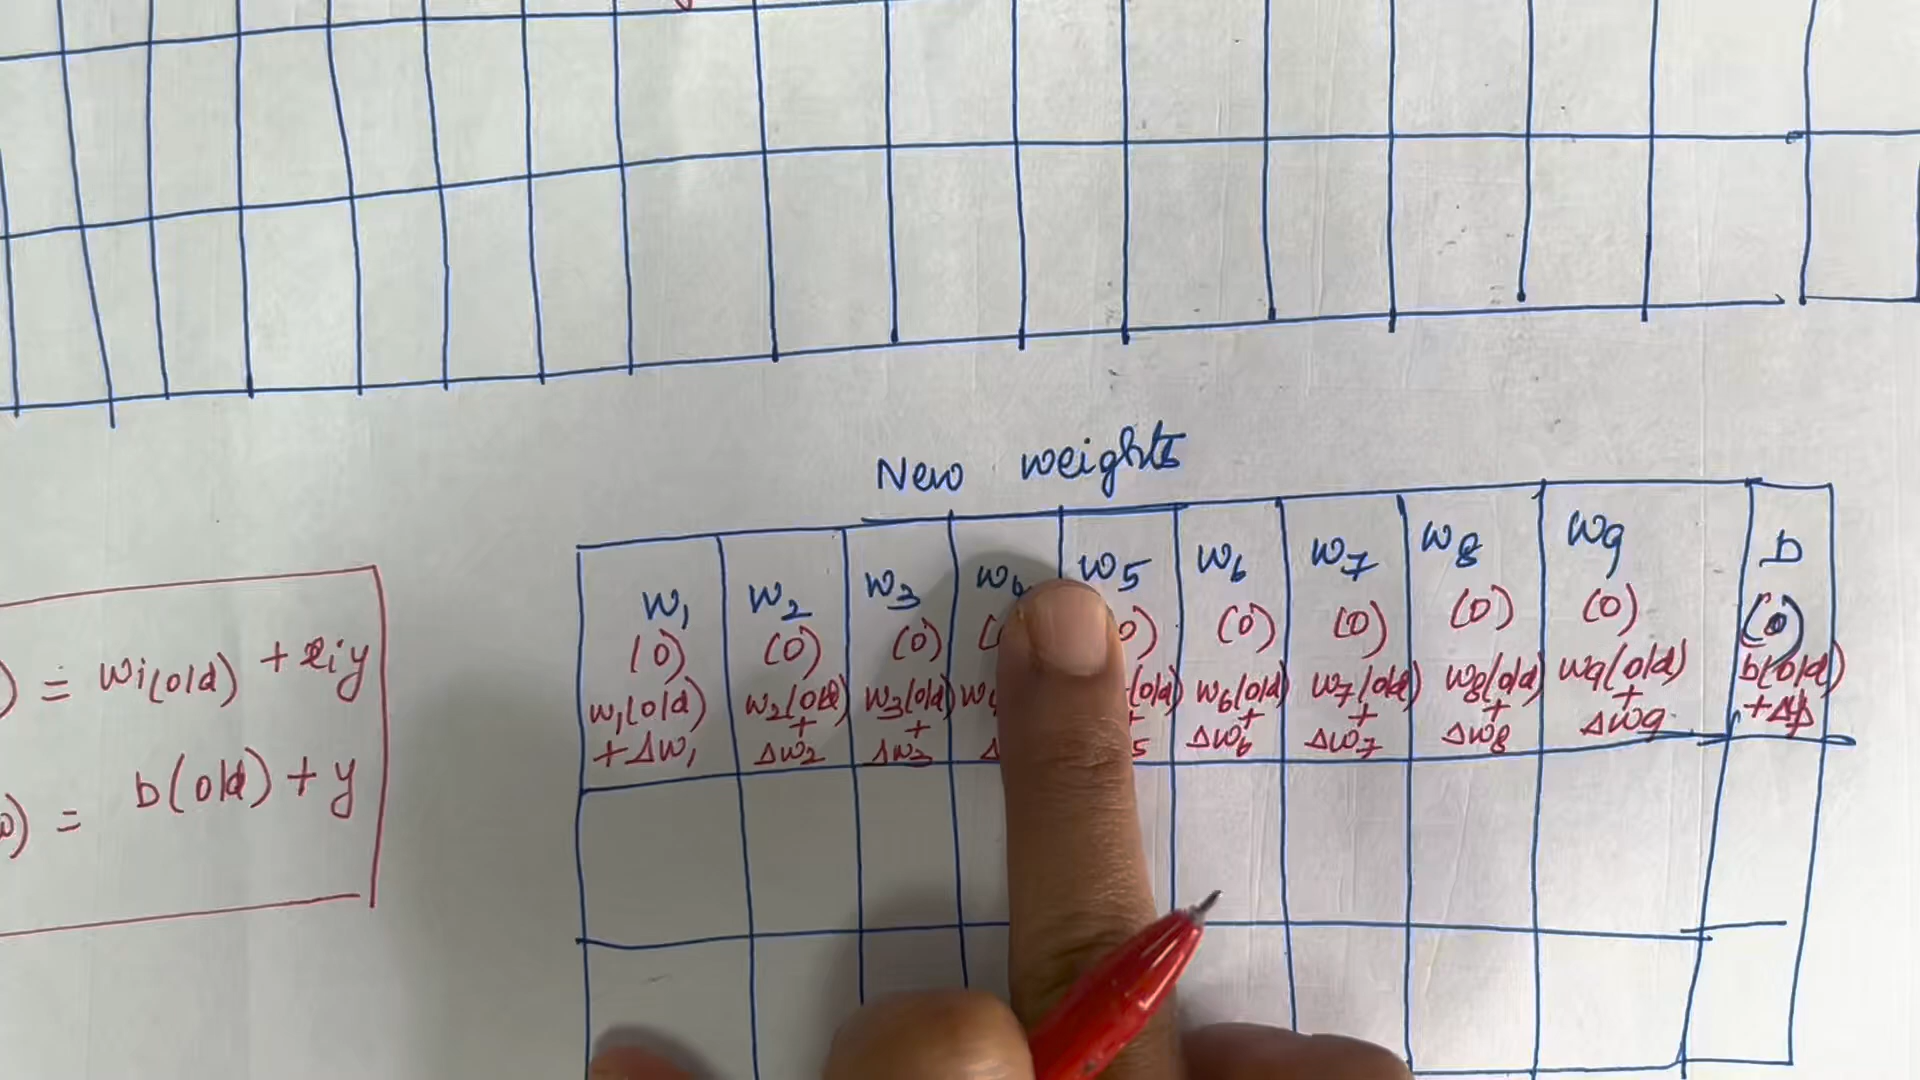 New weights
w1 w2 w3 w5 w6 w7 w8 w9 b
(0) (0) (0) (0) (0) (0) (0) (0)
w1(old) w2(old) w3(old) w6(old) w7(old) w8(old) w9(old) b(old)
+ Δw1 + + + + + + +Δb
Δw2 Δw3 Δw6 Δw7 Δw8 Δw9
= wi(old) + xiy
= b(old) + y